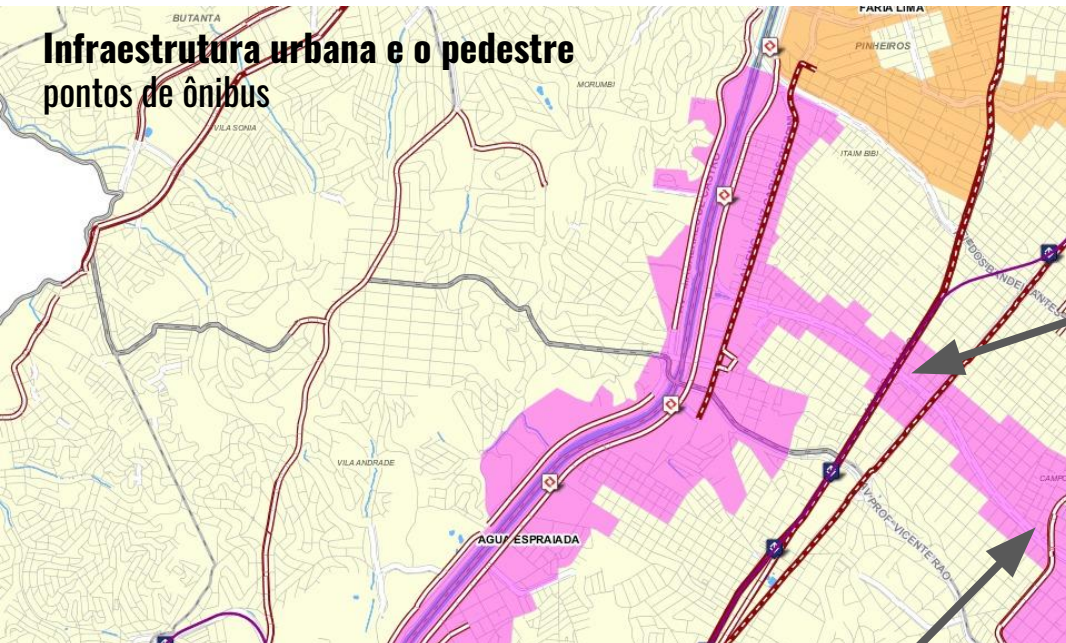 Infraestrutura urbana e o pedestre
pontos de ônibus
BUTANTA
FARIA LIMA
PINHEIROS
MORUMBI
VILA SONIA
ITAIM BIBI
VILA ANDRADE
AGUA ESPRAIADA
CAMPO
V PROF VICENTE RAO